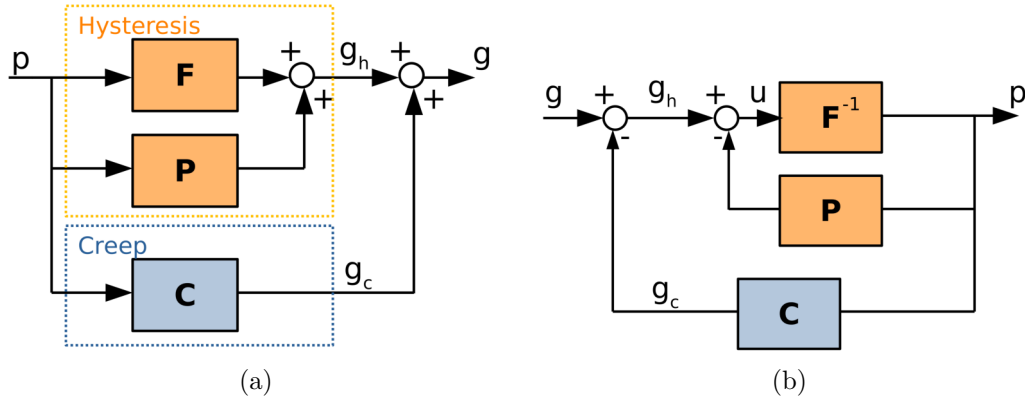 Hysteresis
p
F
+
+
g_h
+
+
g
P
Creep
C
g_c
(a)
g
+
-
g_h
+
-
u
F^-1
p
P
g_c
C
(b)